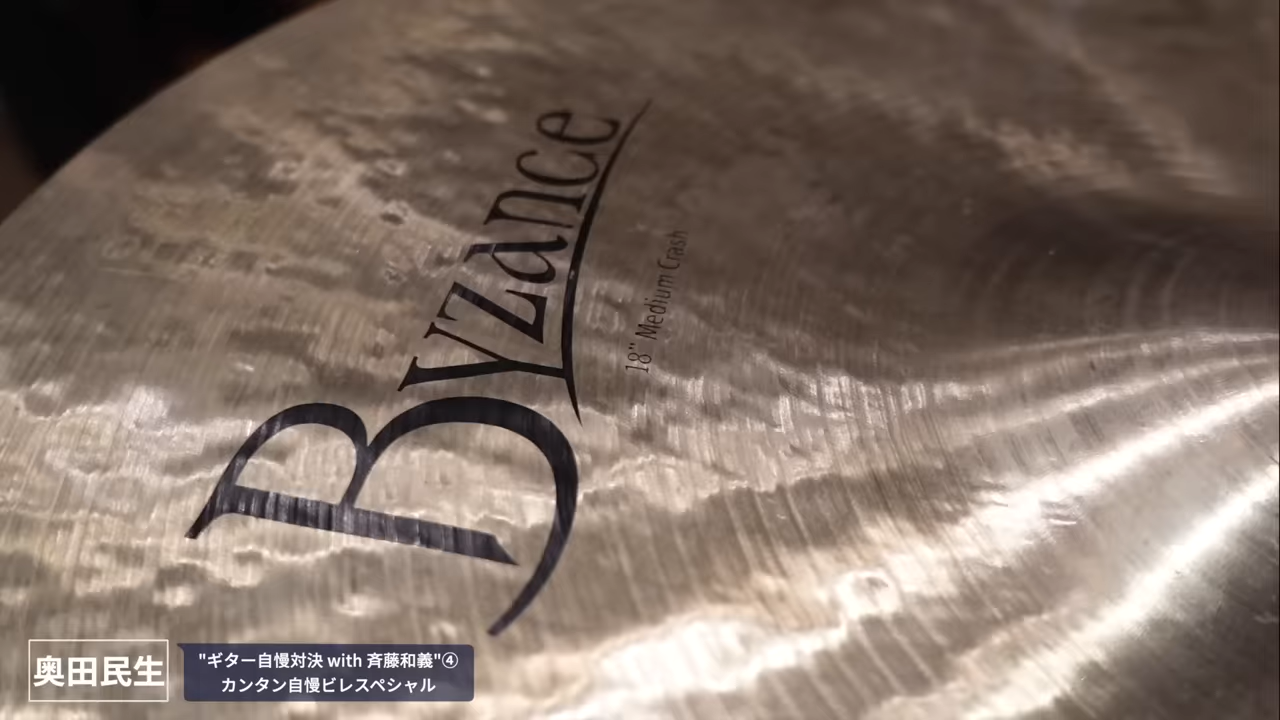 Byzance
18" Medium Crash
奥田民生
"ギター自慢対決 with 斉藤和義"④
カンタン自慢ビレスペシャル